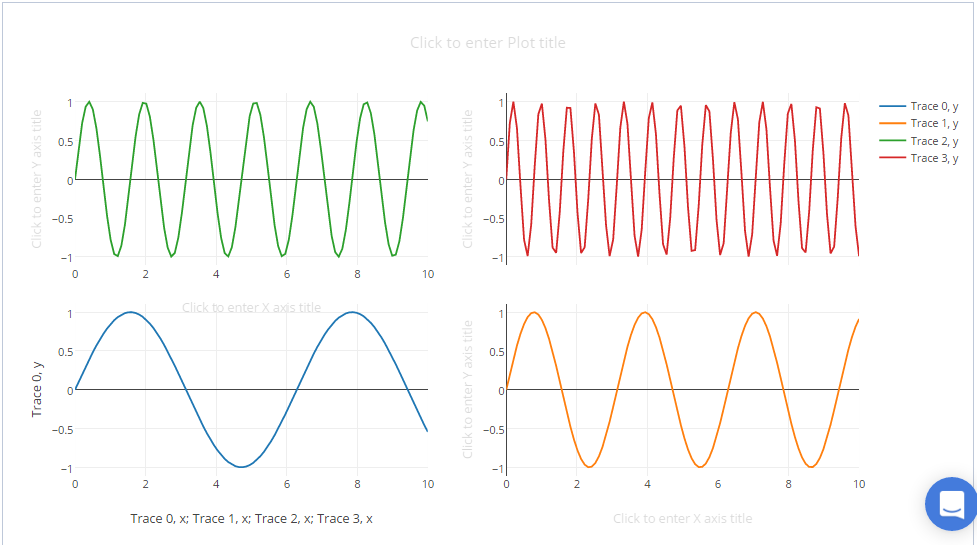 Click to enter Plot title
Click to enter Y axis title
1
0.5
0
−0.5
−1
0 2 4 6 8 10
Click to enter X axis title
Click to enter Y axis title
1
0.5
0
−0.5
−1
Trace 0, y
Trace 1, y
Trace 2, y
Trace 3, y
Trace 0, y
1
0.5
0
−0.5
−1
0 2 4 6 8 10
Trace 0, x; Trace 1, x; Trace 2, x; Trace 3, x
Click to enter Y axis title
1
0.5
0
−0.5
−1
0 2 4 6 8 10
Click to enter X axis title